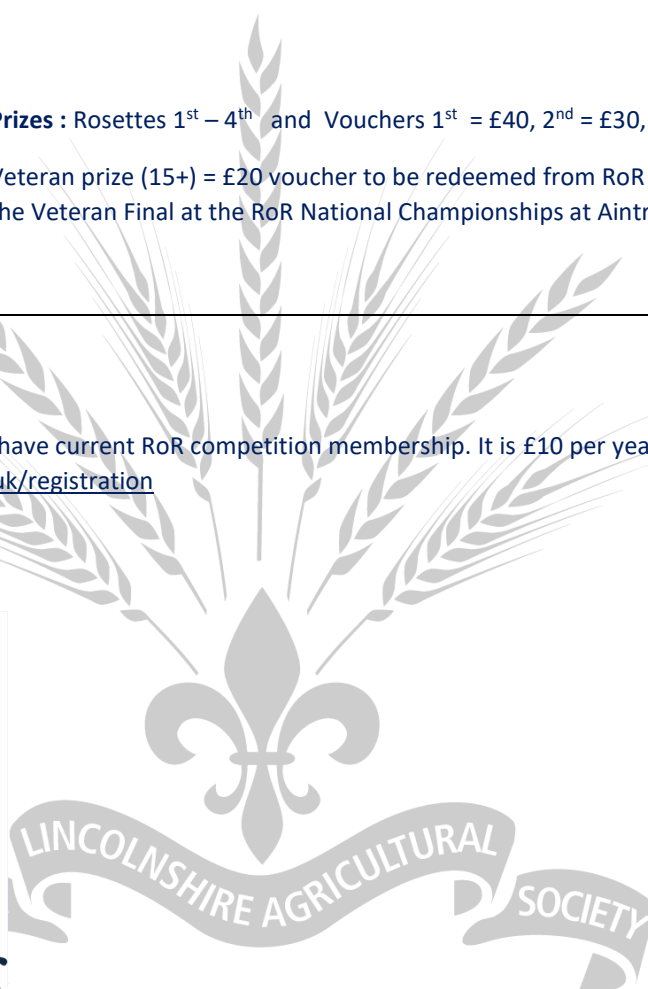 Prizes : Rosettes 1st – 4th and Vouchers 1st = £40, 2nd = £30,
Veteran prize (15+) = £20 voucher to be redeemed from RoR
the Veteran Final at the RoR National Championships at Aintr
have current RoR competition membership. It is £10 per yea
uk/registration
LINCOLNSHIRE AGRICULTURAL SOCIETY